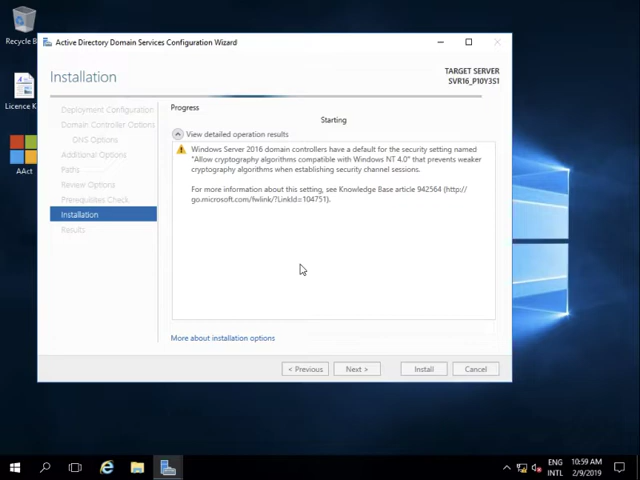 Recycle B
Licence K
AAct
Active Directory Domain Services Configuration Wizard
Installation
TARGET SERVER
SVR16_P10Y3S1
Deployment Configuration
Domain Controller Options
DNS Options
Additional Options
Paths
Review Options
Prerequisites Check
Installation
Results
Progress
Starting
View detailed operation results
Windows Server 2016 domain controllers have a default for the security setting named
"Allow cryptography algorithms compatible with Windows NT 4.0" that prevents weaker
cryptography algorithms when establishing security channel sessions.
For more information about this setting, see Knowledge Base article 942564 (http://
go.microsoft.com/fwlink/?LinkId=104751).
More about installation options
< Previous
Next >
Install
Cancel
ENG
INTL
10:59 AM
2/9/2019